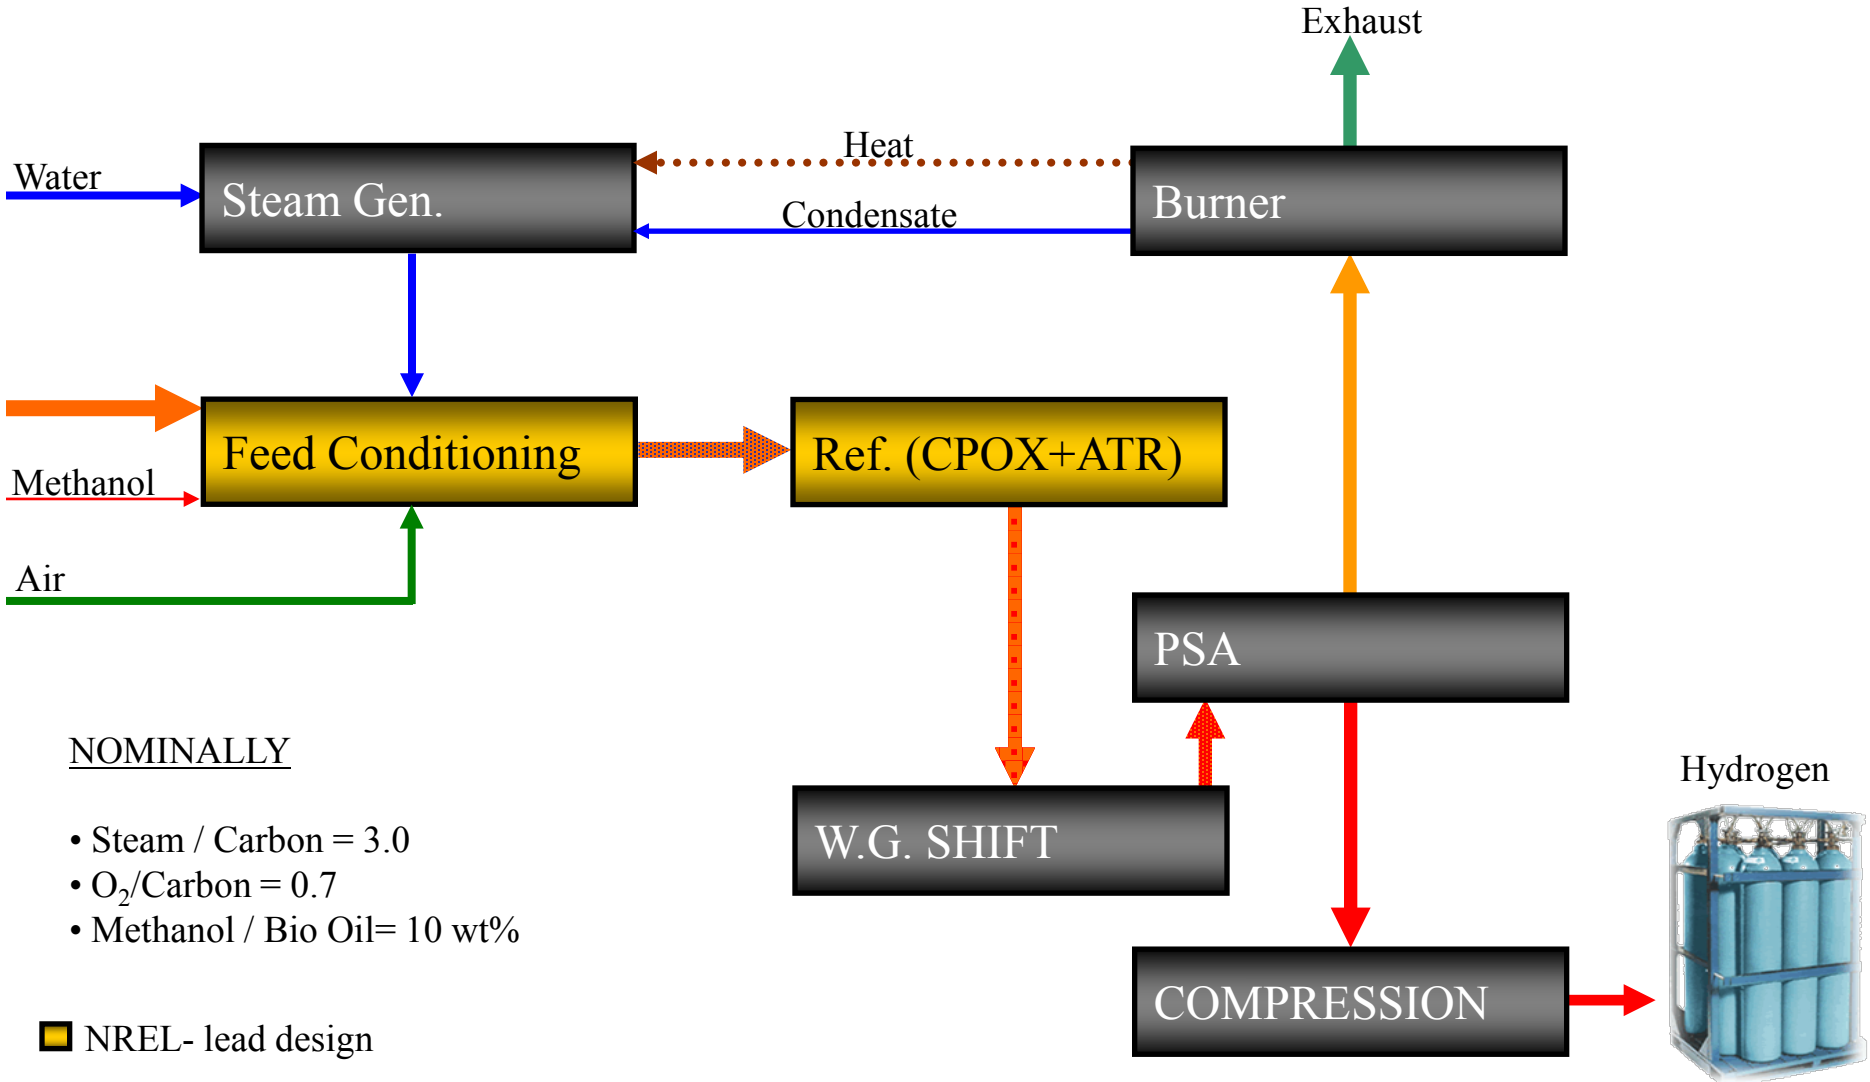 Exhaust
Heat
Water
Steam Gen.
Condensate
Burner
Feed Conditioning
Ref. (CPOX+ATR)
Methanol
Air
PSA
NOMINALLY
Hydrogen
• Steam / Carbon = 3.0
W.G. SHIFT
• O₂/Carbon = 0.7
• Methanol / Bio Oil= 10 wt%
COMPRESSION
NREL- lead design